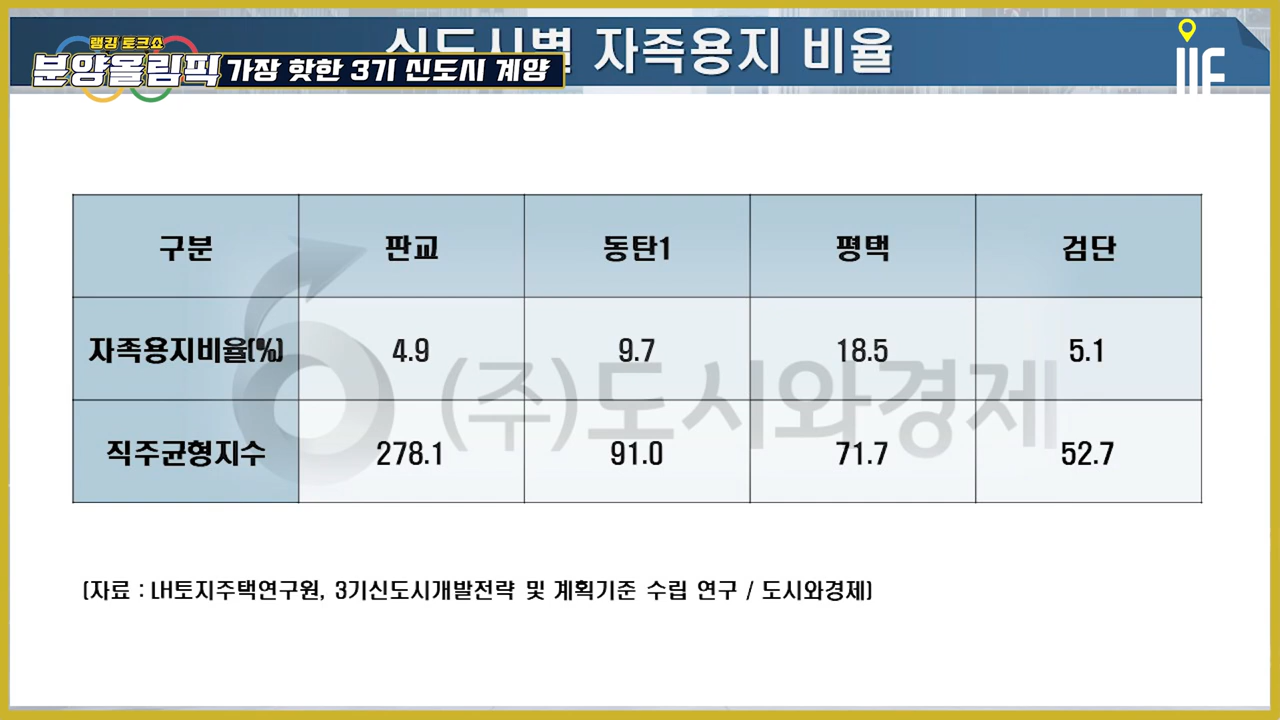 랭킹 토크쇼
분양올림픽 가장 핫한 3기 신도시 계양
신도시별 자족용지 비율
구분 판교 동탄1 평택 검단
자족용지비율(%) 4.9 9.7 18.5 5.1
직주균형지수 278.1 91.0 71.7 52.7
(주)도시와경제
(자료 : LH토지주택연구원, 3기신도시개발전략 및 계획기준 수립 연구 / 도시와경제)